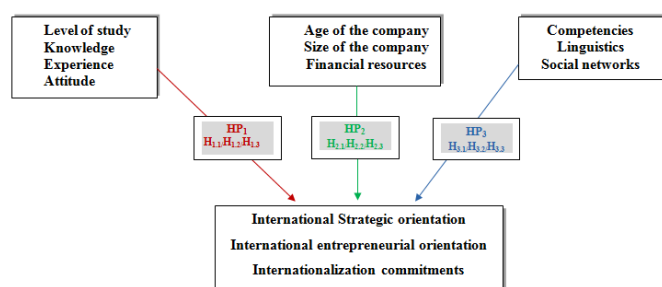 Level of study
Knowledge
Experience
Attitude
Age of the company
Size of the company
Financial resources
Competencies
Linguistics
Social networks
HP₁
H₁.₁/H₁.₂/H₁.₃
HP₂
H₂.₁/H₂.₂/H₂.₃
HP₃
H₃.₁/H₃.₂/H₃.₃
International Strategic orientation
International entrepreneurial orientation
Internationalization commitments